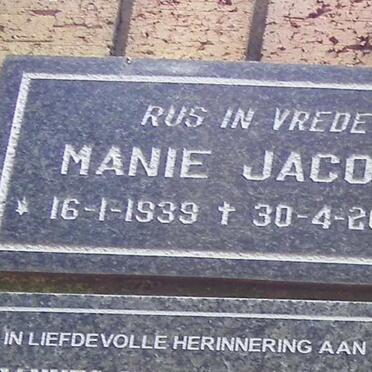 RUS IN VREDE
MANIE JACO
* 16-1-1939 † 30-4-20
IN LIEFDEVOLLE HERINNERING AAN